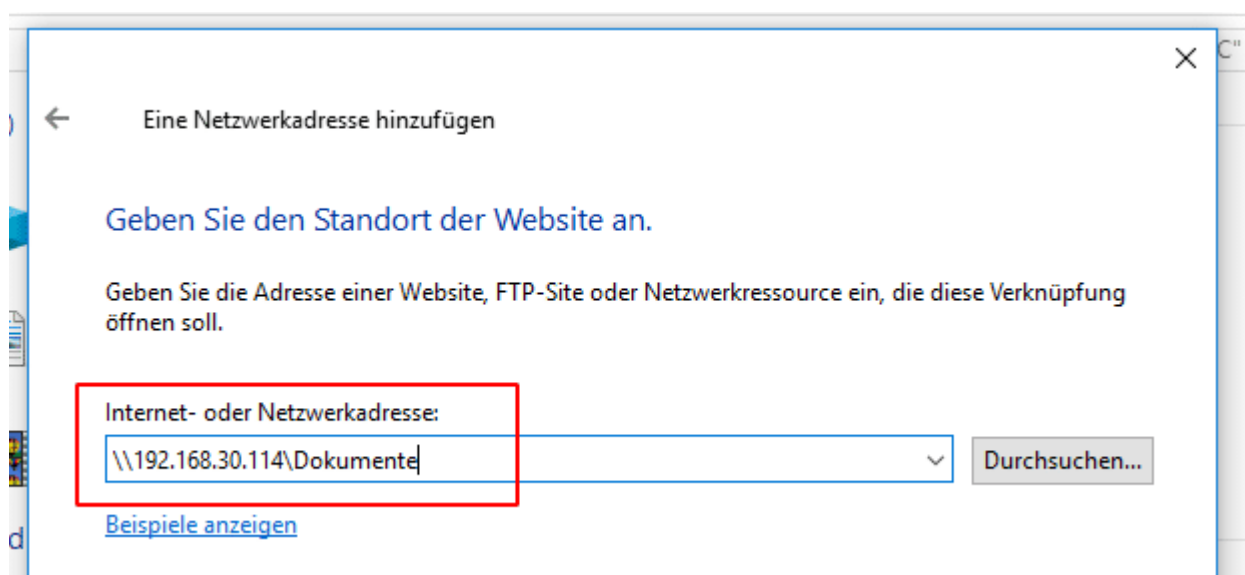 C"
)
Eine Netzwerkadresse hinzufügen
Geben Sie den Standort der Website an.
Geben Sie die Adresse einer Website, FTP-Site oder Netzwerkressource ein, die diese Verknüpfung
öffnen soll.
Internet- oder Netzwerkadresse:
\\192.168.30.114\Dokumente
Durchsuchen...
Beispiele anzeigen
d